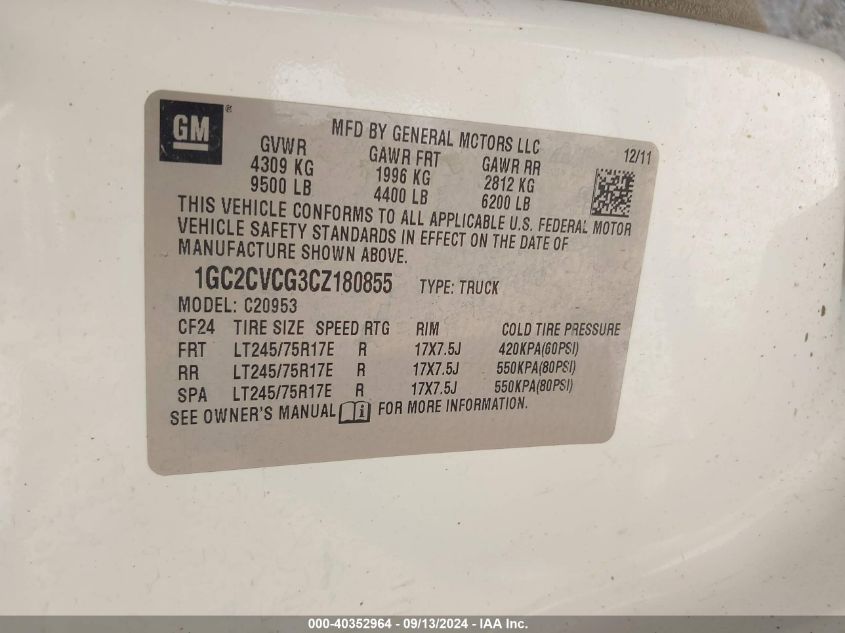 GM®
MFD BY GENERAL MOTORS LLC
12/11
GVWR GAWR FRT GAWR RR
4309 KG 1996 KG 2812 KG
9500 LB 4400 LB 6200 LB
THIS VEHICLE CONFORMS TO ALL APPLICABLE U.S. FEDERAL MOTOR
VEHICLE SAFETY STANDARDS IN EFFECT ON THE DATE OF
MANUFACTURE SHOWN ABOVE.
1GC2CVCG3CZ180855 TYPE: TRUCK
MODEL: C20953
CF24 TIRE SIZE SPEED RTG RIM COLD TIRE PRESSURE
FRT LT245/75R17E R 17X7.5J 420KPA(60PSI)
RR LT245/75R17E R 17X7.5J 550KPA(80PSI)
SPA LT245/75R17E R 17X7.5J 550KPA(80PSI)
SEE OWNER'S MANUAL i FOR MORE INFORMATION.
000-40352964 - 09/13/2024 - IAA Inc.